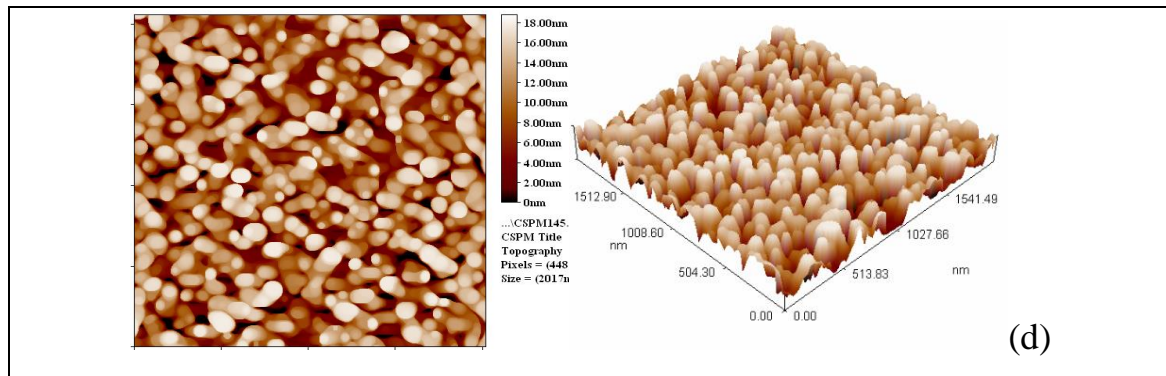 18.00nm
16.00nm
14.00nm
12.00nm
10.00nm
8.00nm
6.00nm
4.00nm
2.00nm
0nm
...\CSPM145.
CSPM Title
Topography
Pixels = (448
Size = (2017n
1512.90
1008.60
nm
504.30
0.00
0.00
513.83
1027.66
nm
1541.49
(d)